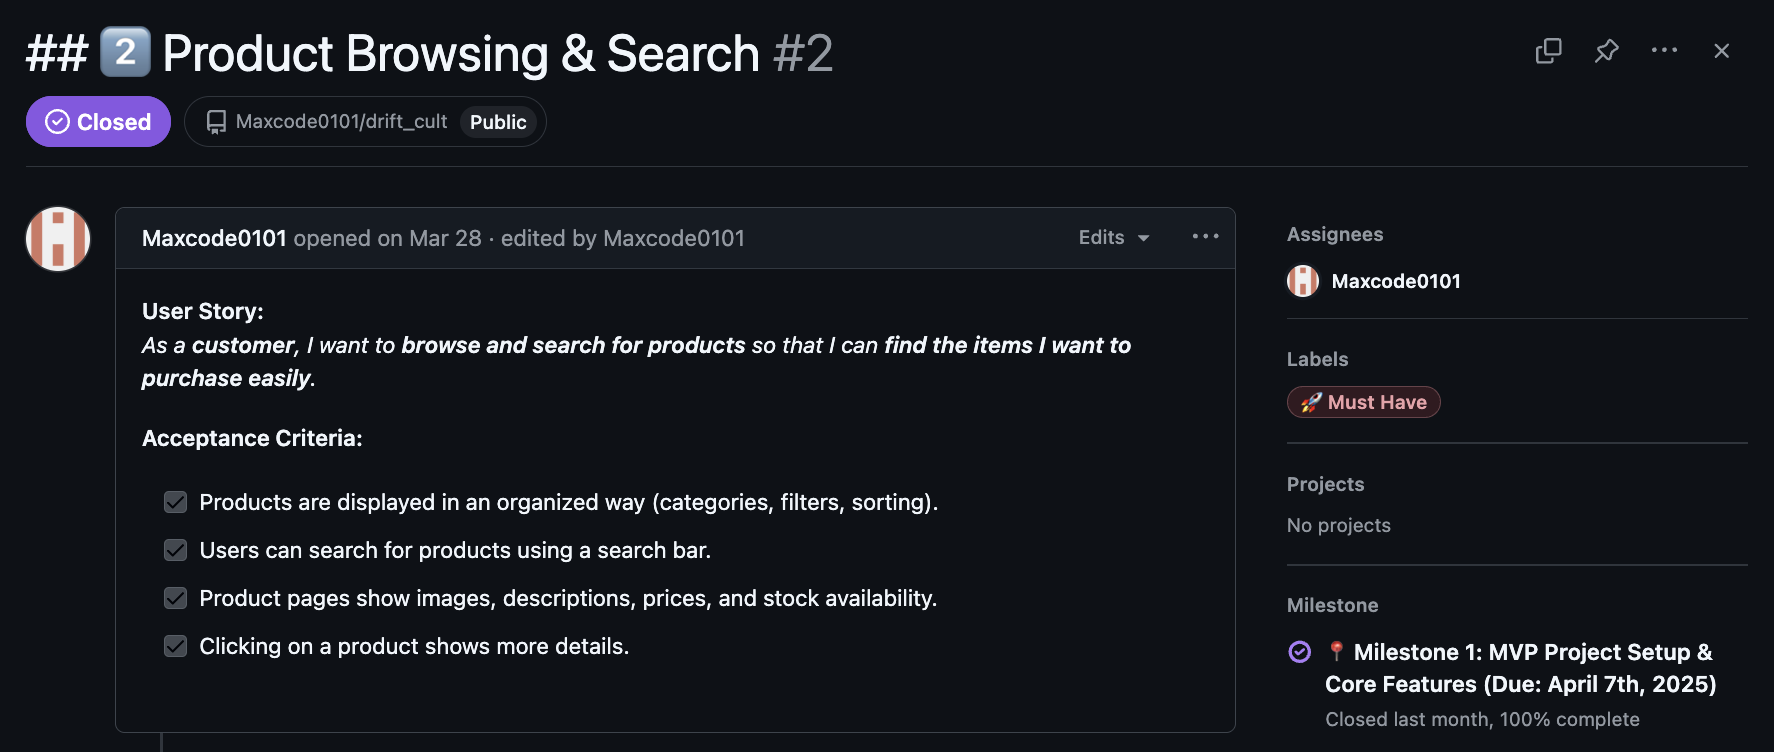 ## 2️⃣ Product Browsing & Search #2
Closed
Maxcode0101/drift_cult Public
Maxcode0101 opened on Mar 28 · edited by Maxcode0101
Edits
User Story:
As a customer, I want to browse and search for products so that I can find the items I want to
purchase easily.
Acceptance Criteria:
Products are displayed in an organized way (categories, filters, sorting).
Users can search for products using a search bar.
Product pages show images, descriptions, prices, and stock availability.
Clicking on a product shows more details.
Assignees
Maxcode0101
Labels
🚀 Must Have
Projects
No projects
Milestone
📍 Milestone 1: MVP Project Setup &
Core Features (Due: April 7th, 2025)
Closed last month, 100% complete